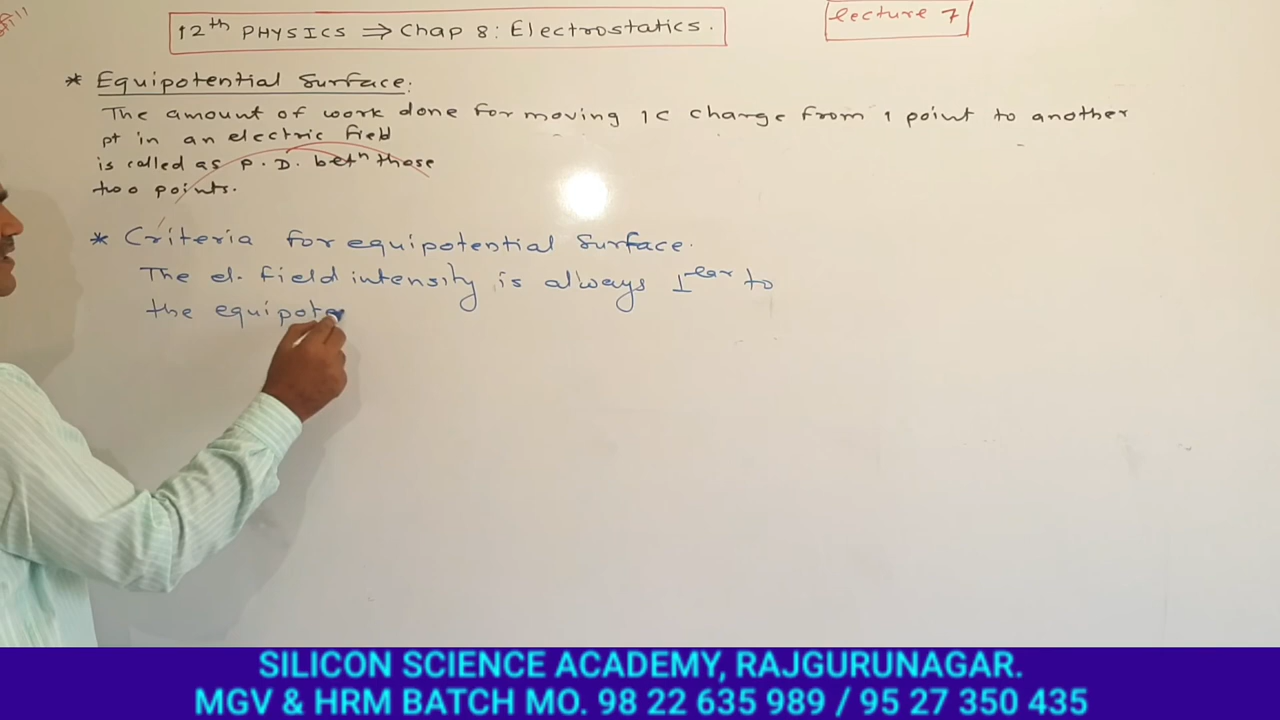 12th PHYSICS ⇒ Chap 8: Electrostatics.
lecture 7
* Equipotential Surface:
The amount of work done for moving 1C charge from 1 point to another
pt in an electric field
is called as P.D. betn those
two points.
* Criteria for equipotential surface.
The el. field intensity is always ⊥ear to
the equipote
SILICON SCIENCE ACADEMY, RAJGURUNAGAR.
MGV & HRM BATCH MO. 98 22 635 989 / 95 27 350 435